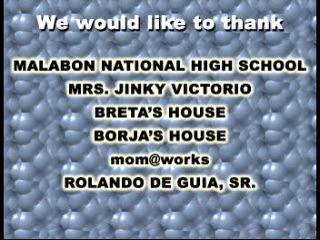 We would like to thank
MALABON NATIONAL HIGH SCHOOL
MRS. JINKY VICTORIO
BRETA'S HOUSE
BORJA'S HOUSE
mom@works
ROLANDO DE GUIA, SR.